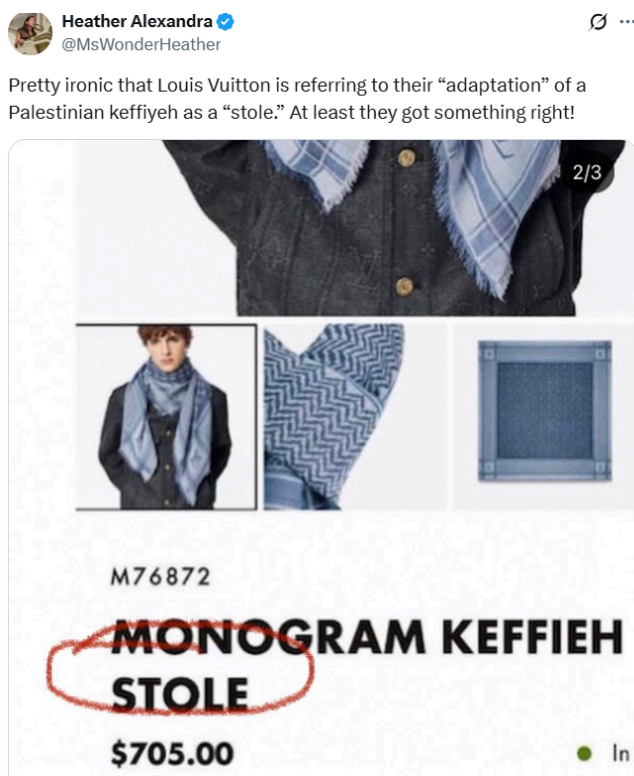 Heather Alexandra
@MsWonderHeather
Pretty ironic that Louis Vuitton is referring to their “adaptation” of a
Palestinian keffiyeh as a “stole.” At least they got something right!
2/3
M76872
MONOGRAM KEFFIEH
STOLE
$705.00
In